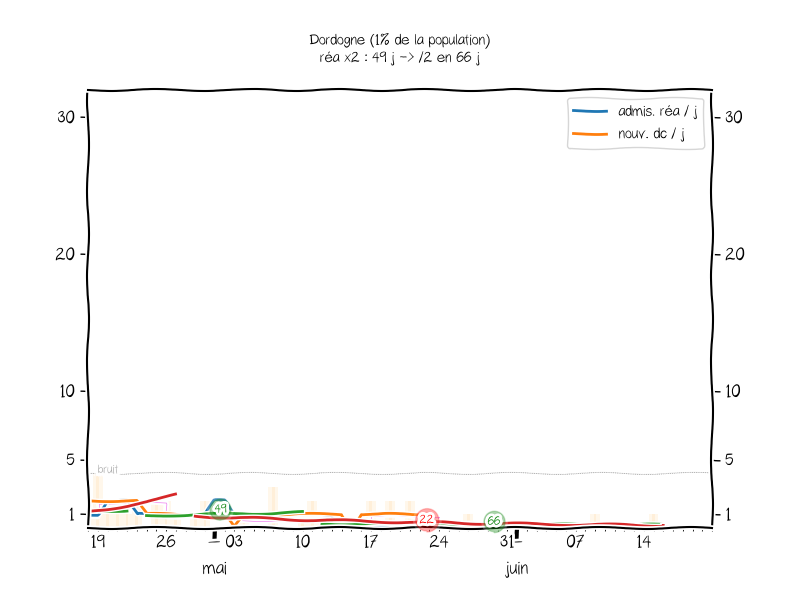 Dordogne (1% de la population)
réa x2 : 49 j -> /2 en 66 j
admis. réa / j
nouv. dc / j
30
30
20
20
10
10
5
5
bruit
1
1
49
22
66
19 26 03 10 17 24 31 07 14
mai juin